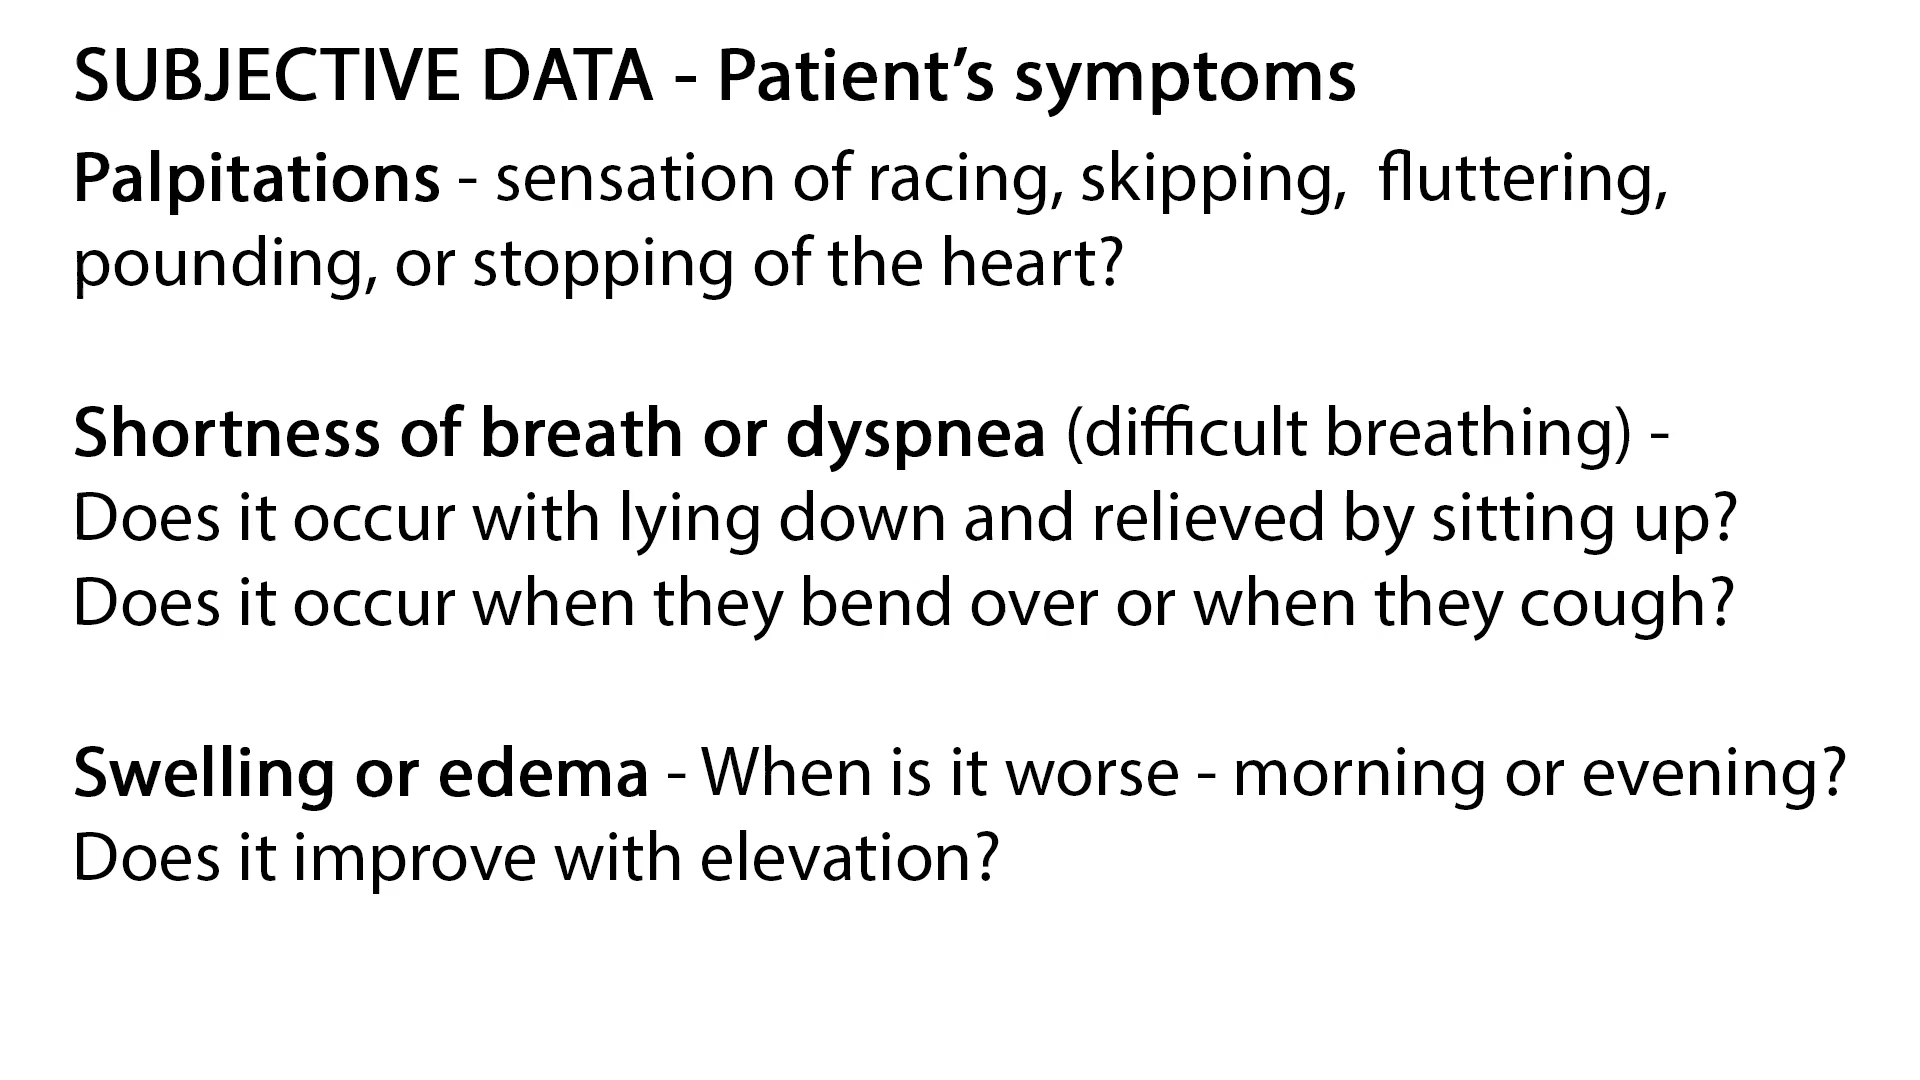 SUBJECTIVE DATA - Patient’s symptoms
Palpitations - sensation of racing, skipping,  fluttering,
pounding, or stopping of the heart?
Shortness of breath or dyspnea (difficult breathing) -
Does it occur with lying down and relieved by sitting up?
Does it occur when they bend over or when they cough?
Swelling or edema - When is it worse - morning or evening?
Does it improve with elevation?